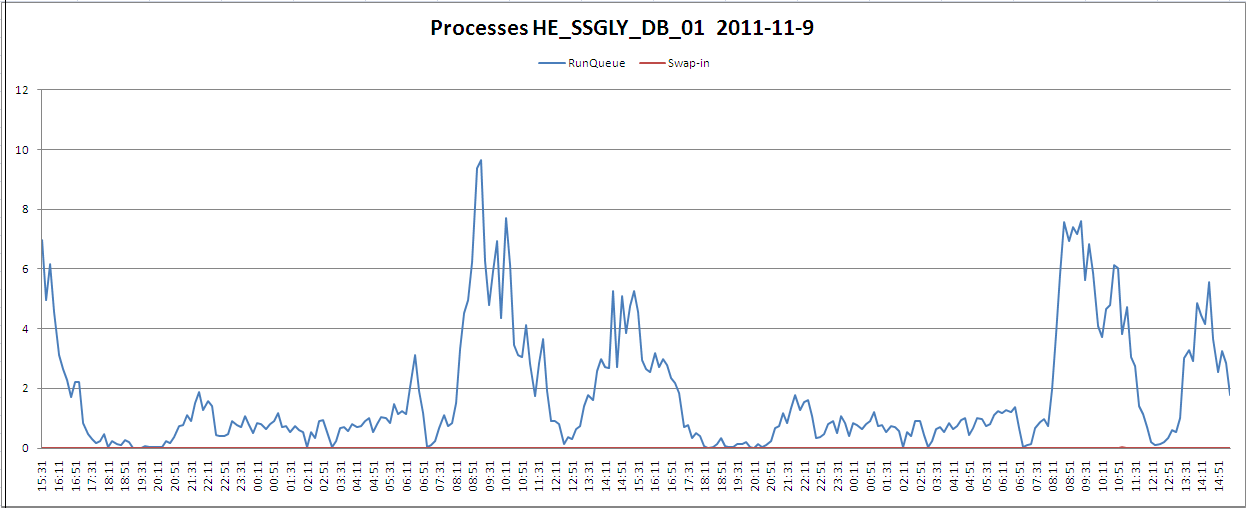 Processes HE_SSGLY_DB_01 2011-11-9
RunQueue Swap-in
12
10
8
6
4
2
0
15:31 16:11 16:51 17:31 18:11 18:51 19:31 20:11 20:51 21:31 22:11 22:51 23:31 00:11 00:51 01:31 02:11 02:51 03:31 04:11 04:51 05:31 06:11 06:51 07:31 08:11 08:51 09:31 10:11 10:51 11:31 12:11 12:51 13:31 14:11 14:51 15:31 16:11 16:51 17:31 18:11 18:51 19:31 20:11 20:51 21:31 22:11 22:51 23:31 00:11 00:51 01:31 02:11 02:51 03:31 04:11 04:51 05:31 06:11 06:51 07:31 08:11 08:51 09:31 10:11 10:51 11:31 12:11 12:51 13:31 14:11 14:51